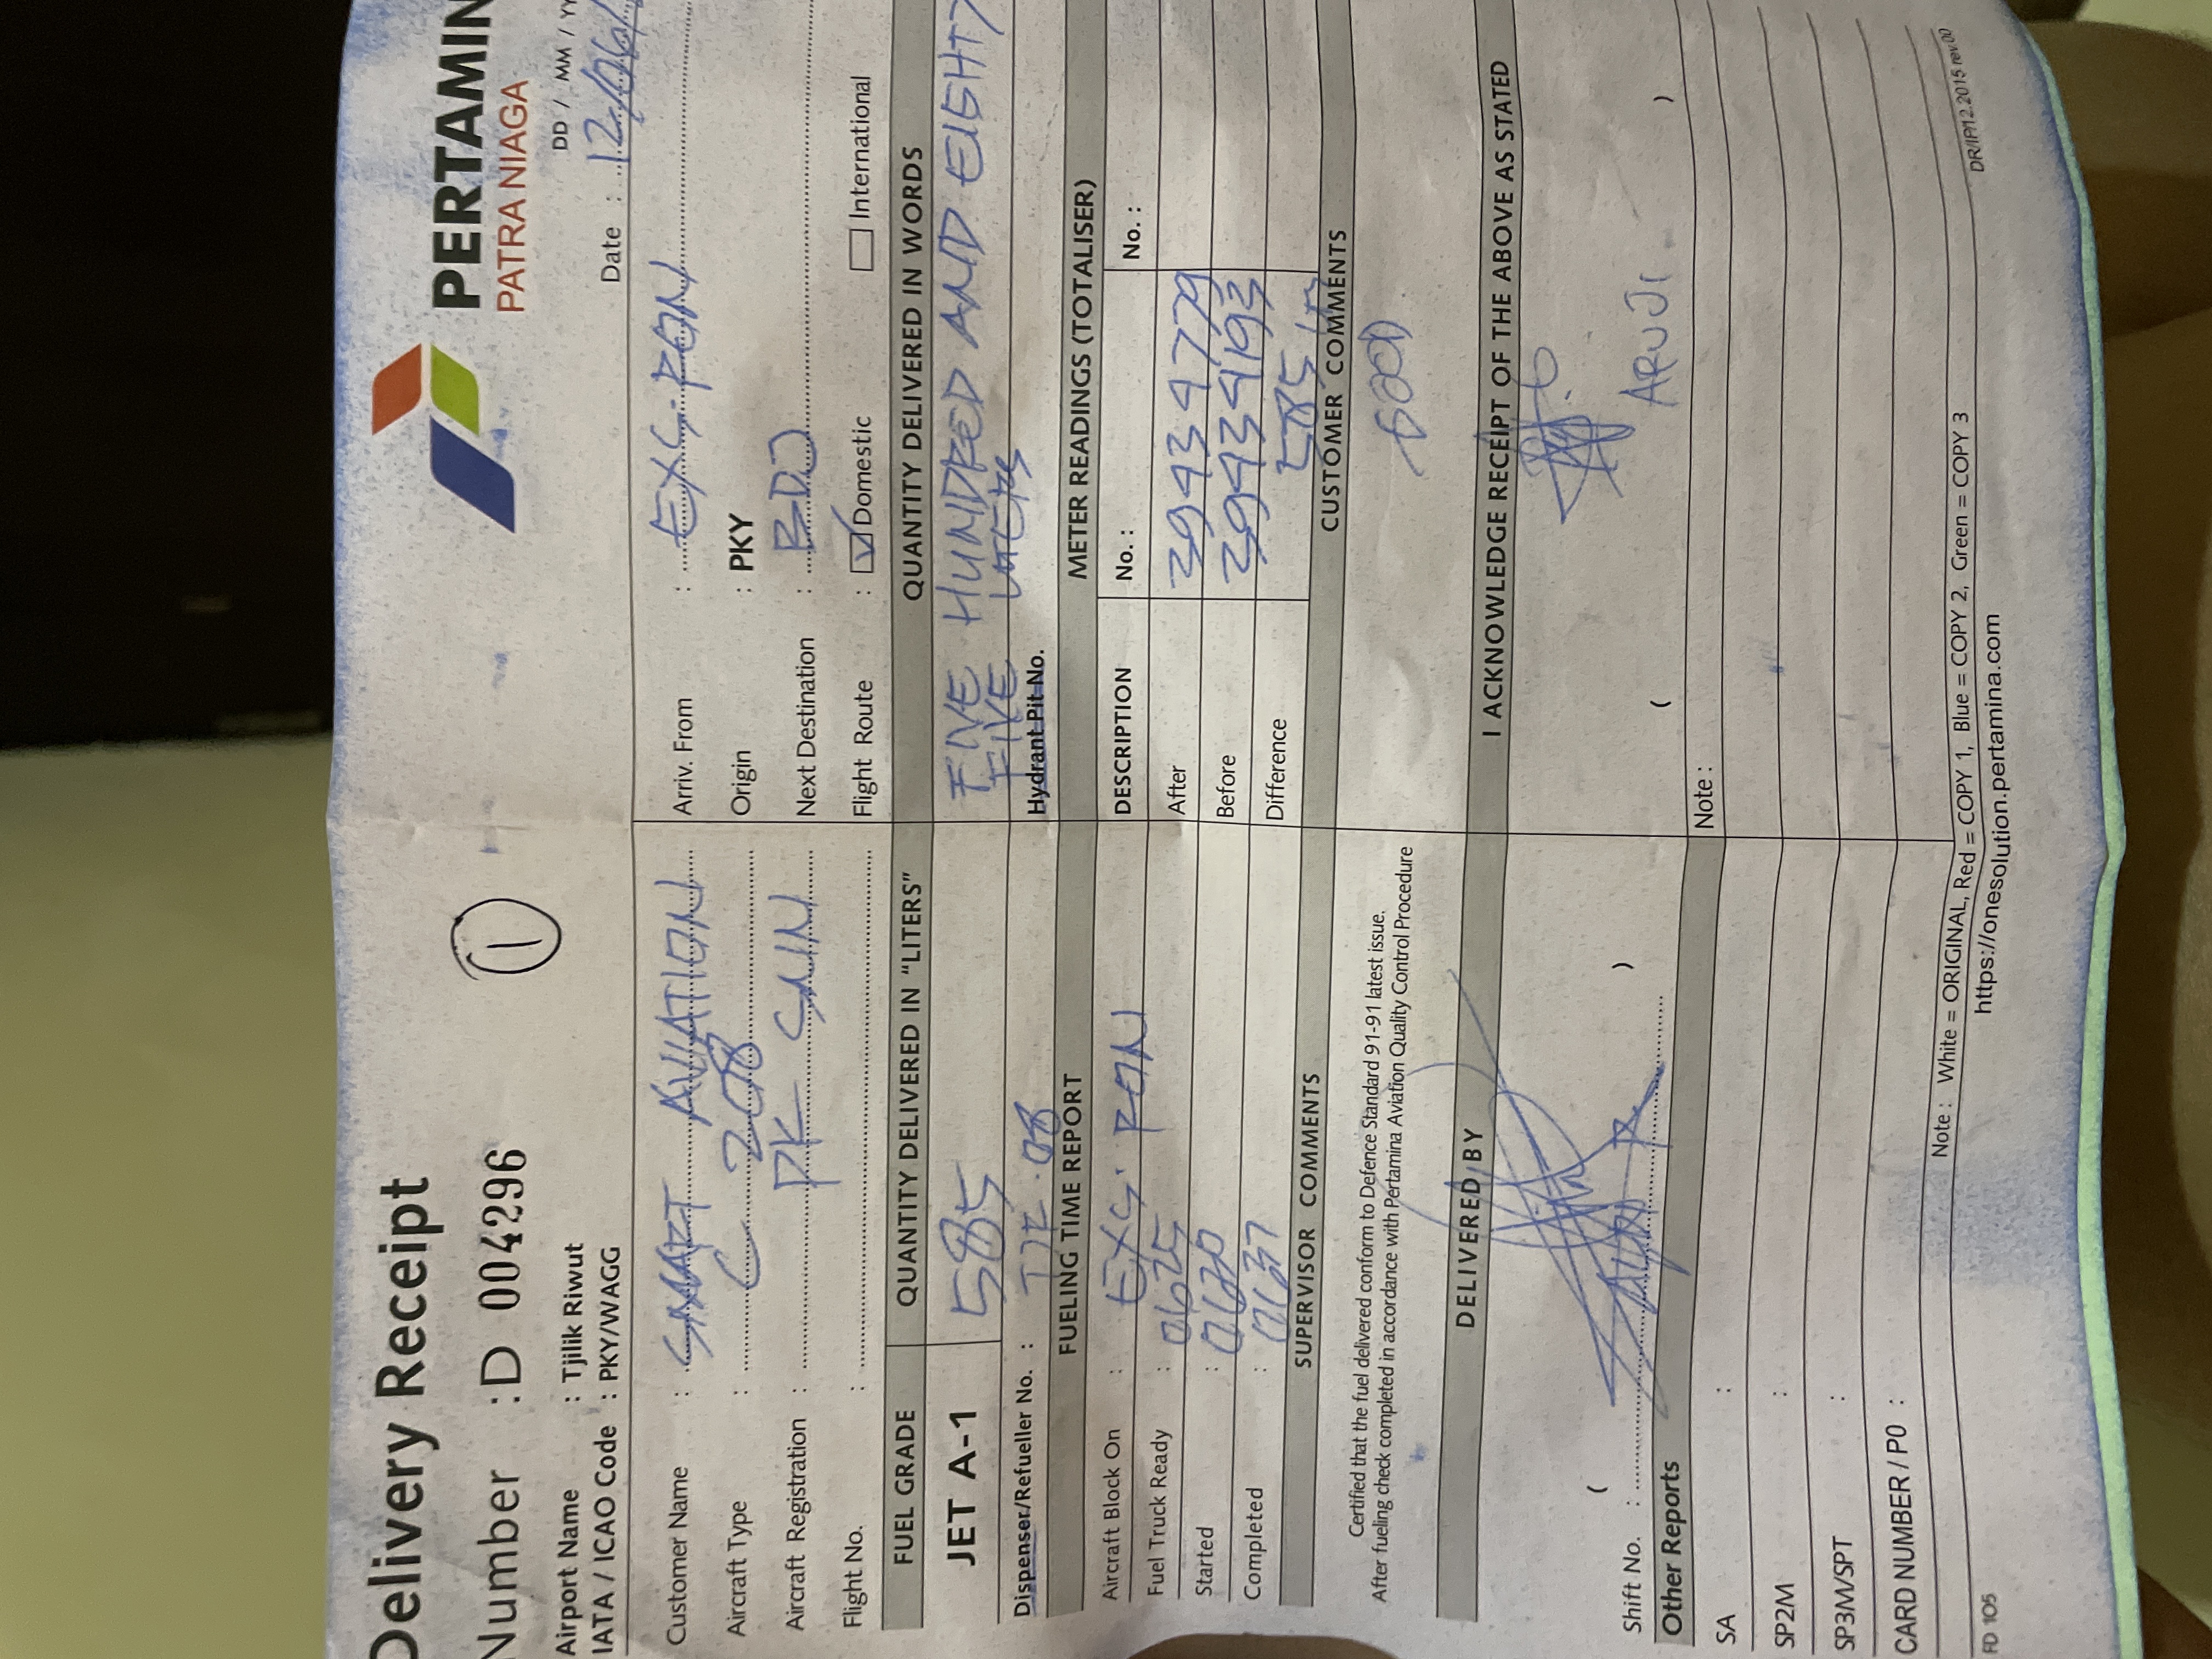 Delivery Receipt
PERTAMIN
PATRA NIAGA
Number : D 004296
1
DD / MM / YY
Airport Name : Tjilik Riwut
Date : 12/06/
IATA / ICAO Code : PKY/WAGG
Customer Name : SMART AVIATION
Arriv. From : EXS. PON
Aircraft Type : C 208
Origin : PKY
Aircraft Registration : PK SNN
Next Destination : BDJ
Flight No. :
Flight Route : Domestic International
FUEL GRADE
QUANTITY DELIVERED IN "LITERS"
QUANTITY DELIVERED IN WORDS
JET A-1
585
FIVE HUNDRED AND EIGHTY
FIVE LITERS
Dispenser/Refueller No. : TJE. 08
Hydrant Pit No.
FUELING TIME REPORT
METER READINGS (TOTALISER)
Aircraft Block On : EXS. PON
DESCRIPTION No. : No. :
Fuel Truck Ready : 0625
After
Started : 0630
Before 39434193
Completed : 0637
Difference 585
SUPERVISOR COMMENTS
CUSTOMER COMMENTS
Certified that the fuel delivered conform to Defence Standard 91-91 latest issue.
After fueling check completed in accordance with Pertamina Aviation Quality Control Procedure
GOOD
DELIVERED BY
I ACKNOWLEDGE RECEIPT OF THE ABOVE AS STATED
ARUJI
( )
( )
Shift No. :
Other Reports
Note :
SA :
SP2M :
SP3M/SPT :
CARD NUMBER / PO :
Note : White = ORIGINAL, Red = COPY 1, Blue = COPY 2, Green = COPY 3
FD 105
https://onesolution.pertamina.com
DR/IP/12.2015 rev.00